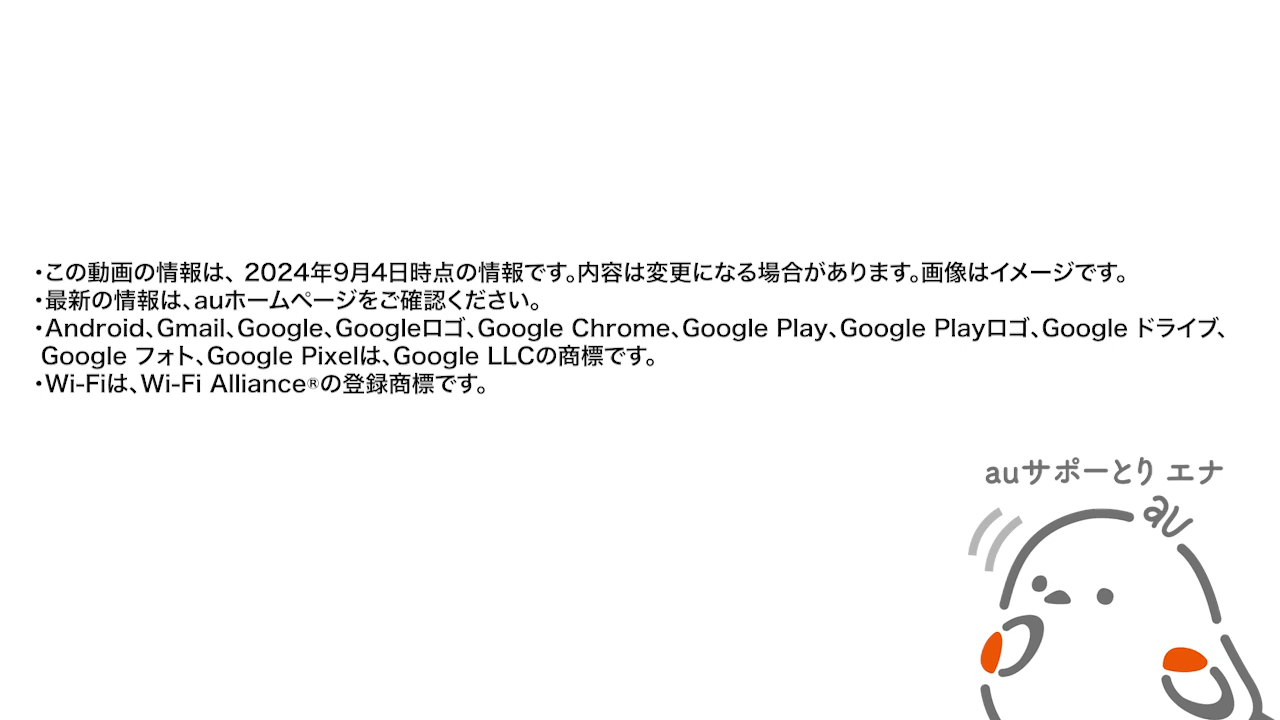 ・この動画の情報は、2024年9月4日時点の情報です。内容は変更になる場合があります。画像はイメージです。
・最新の情報は、auホームページをご確認ください。
・Android、Gmail、Google、Googleロゴ、Google Chrome、Google Play、Google Playロゴ、Google ドライブ、
Google フォト、Google Pixelは、Google LLCの商標です。
・Wi-Fiは、Wi-Fi Alliance®の登録商標です。
auサポーとり エナ
au